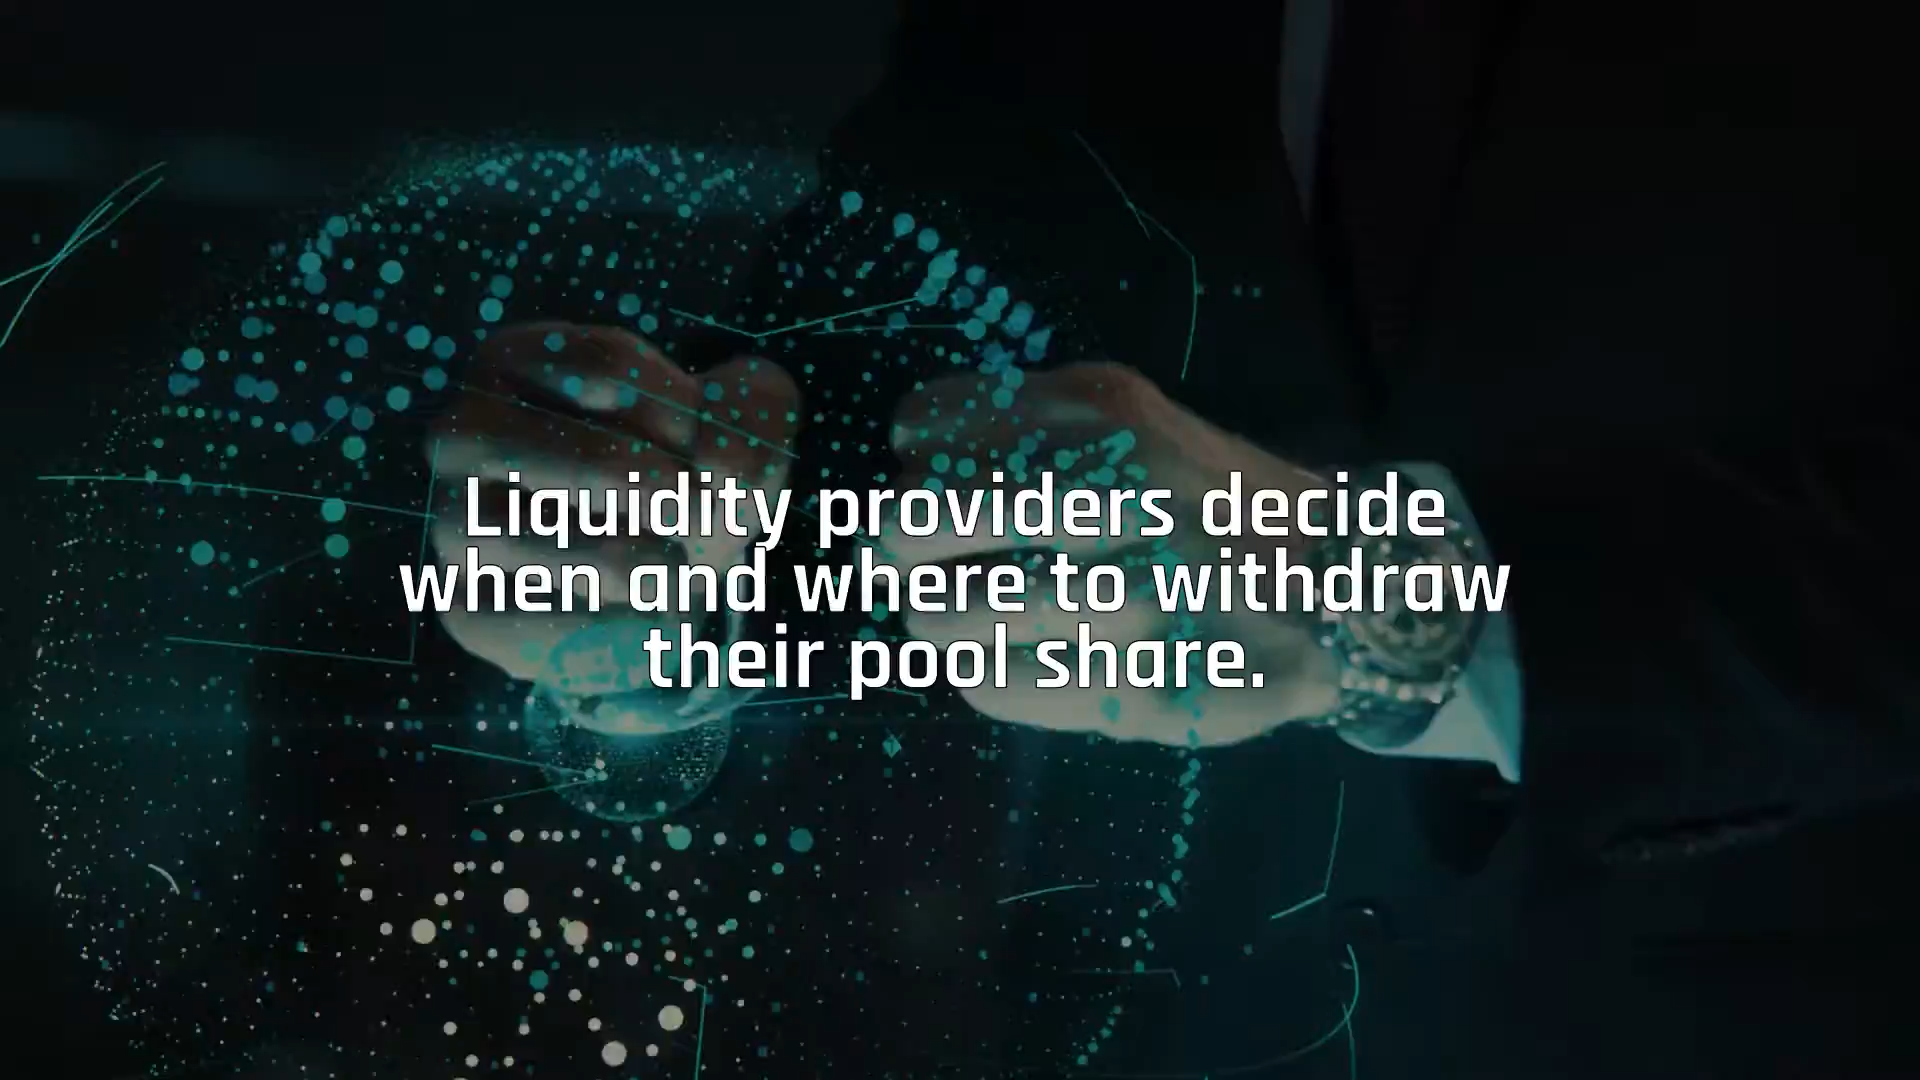 Liquidity providers decide
when and where to withdraw
their pool share.